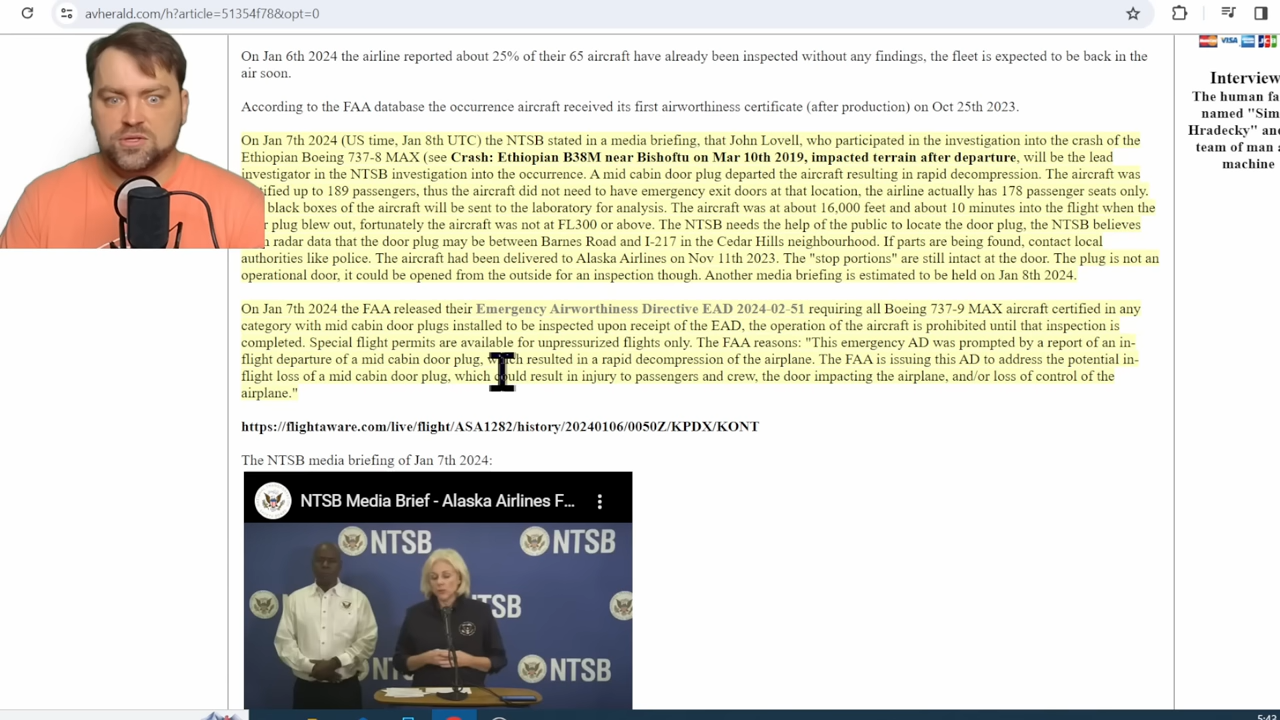 avherald.com/h?article=51354f78&opt=0
On Jan 6th 2024 the airline reported about 25% of their 65 aircraft have already been inspected without any findings, the fleet is expected to be back in the
air soon.
According to the FAA database the occurrence aircraft received its first airworthiness certificate (after production) on Oct 25th 2023.
On Jan 7th 2024 (US time, Jan 8th UTC) the NTSB stated in a media briefing, that John Lovell, who participated in the investigation into the crash of the
Ethiopian Boeing 737-8 MAX (see Crash: Ethiopian B38M near Bishoftu on Mar 10th 2019, impacted terrain after departure, will be the lead
investigator in the NTSB investigation into the occurrence. A mid cabin door plug departed the aircraft resulting in rapid decompression. The aircraft was
up to 189 passengers, thus the aircraft did not need to have emergency exit doors at that location, the airline actually has 178 passenger seats only.
black boxes of the aircraft will be sent to the laboratory for analysis. The aircraft was at about 16,000 feet and about 10 minutes into the flight when the
plug blew out, fortunately the aircraft was not at FL300 or above. The NTSB needs the help of the public to locate the door plug, the NTSB believes
radar data that the door plug may be between Barnes Road and I-217 in the Cedar Hills neighbourhood. If parts are being found, contact local
authorities like police. The aircraft had been delivered to Alaska Airlines on Nov 11th 2023. The "stop portions" are still intact at the door. The plug is not an
operational door, it could be opened from the outside for an inspection though. Another media briefing is estimated to be held on Jan 8th 2024.
On Jan 7th 2024 the FAA released their Emergency Airworthiness Directive EAD 2024-02-51 requiring all Boeing 737-9 MAX aircraft certified in any
category with mid cabin door plugs installed to be inspected upon receipt of the EAD, the operation of the aircraft is prohibited until that inspection is
completed. Special flight permits are available for unpressurized flights only. The FAA reasons: "This emergency AD was prompted by a report of an in-
flight departure of a mid cabin door plug, which resulted in a rapid decompression of the airplane. The FAA is issuing this AD to address the potential in-
flight loss of a mid cabin door plug, which could result in injury to passengers and crew, the door impacting the airplane, and/or loss of control of the
airplane."
https://flightaware.com/live/flight/ASA1282/history/20240106/0050Z/KPDX/KONT
The NTSB media briefing of Jan 7th 2024:
NTSB Media Brief - Alaska Airlines F...
NTSB
NTSB
NTSB
VISA
JCB
Interview
The human fa
named "Sim
Hradecky" and
team of man a
machine